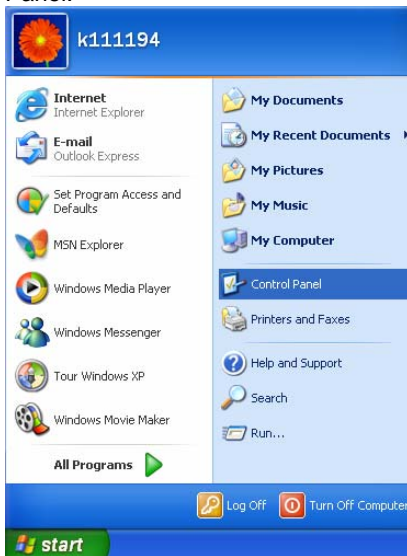 Panel.
k111194
Internet
Internet Explorer
E-mail
Outlook Express
Set Program Access and
Defaults
MSN Explorer
Windows Media Player
Windows Messenger
Tour Windows XP
Windows Movie Maker
All Programs
My Documents
My Recent Documents
My Pictures
My Music
My Computer
Control Panel
Printers and Faxes
Help and Support
Search
Run...
Log Off
Turn Off Computer
start